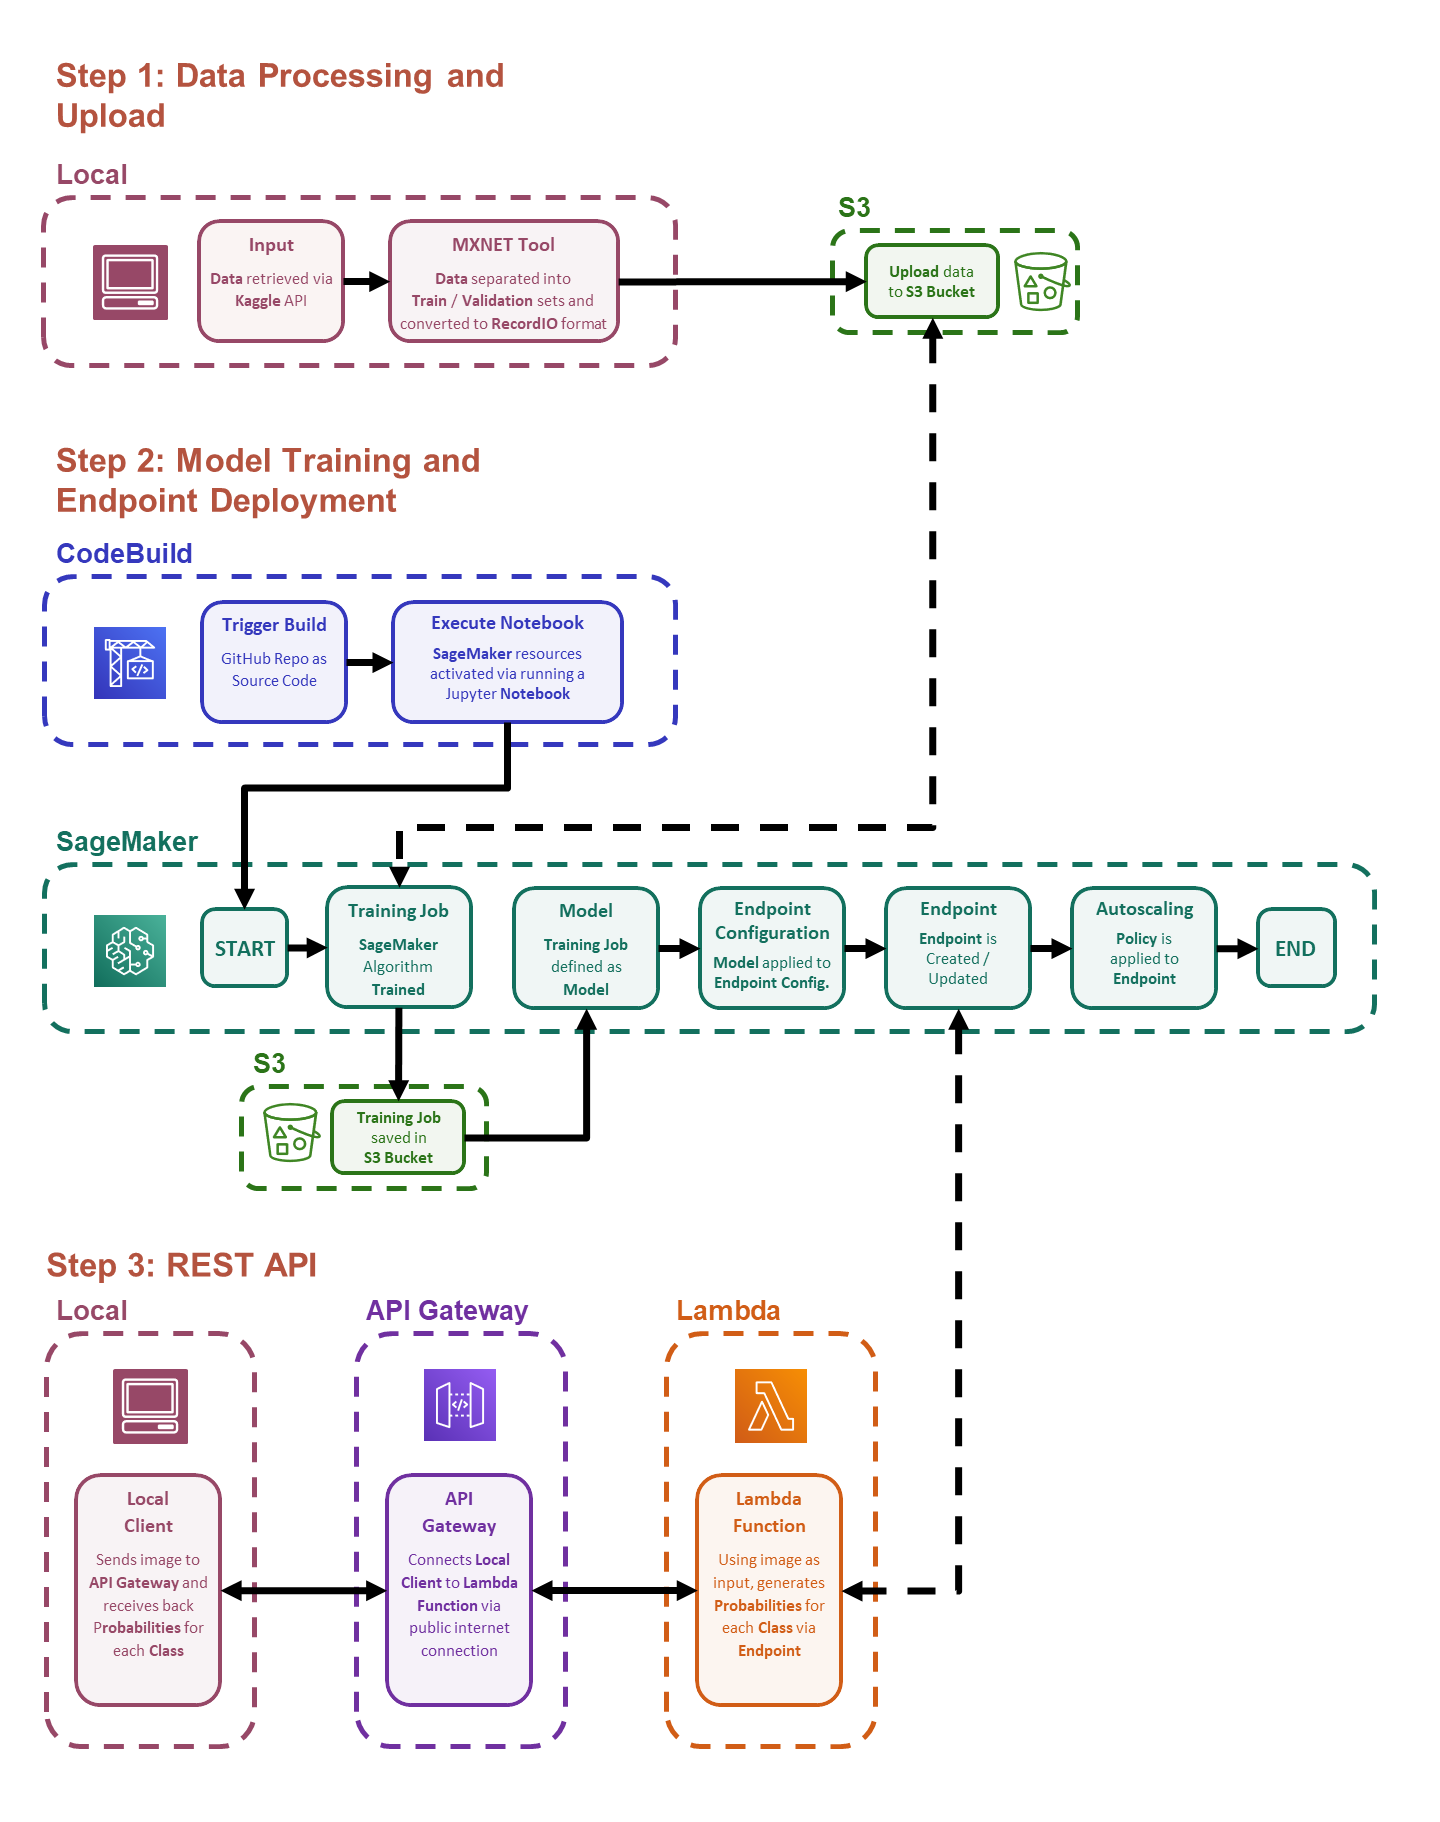 Step 1: Data Processing and
Upload
Local
Input
Data retrieved via
Kaggle API
MXNET Tool
Data separated into
Train / Validation sets and
converted to RecordIO format
S3
Upload data
to S3 Bucket
Step 2: Model Training and
Endpoint Deployment
CodeBuild
Trigger Build
GitHub Repo as
Source Code
Execute Notebook
SageMaker resources
activated via running a
Jupyter Notebook
SageMaker
START
Training Job
SageMaker
Algorithm
Trained
Model
Training Job
defined as
Model
Endpoint
Configuration
Model applied to
Endpoint Config.
Endpoint
Endpoint is
Created /
Updated
Autoscaling
Policy is
applied to
Endpoint
END
S3
Training Job
saved in
S3 Bucket
Step 3: REST API
Local
Local
Client
Sends image to
API Gateway and
receives back
Probabilities for
each Class
API Gateway
API
Gateway
Connects Local
Client to Lambda
Function via
public internet
connection
Lambda
Lambda
Function
Using image as
input, generates
Probabilities for
each Class via
Endpoint